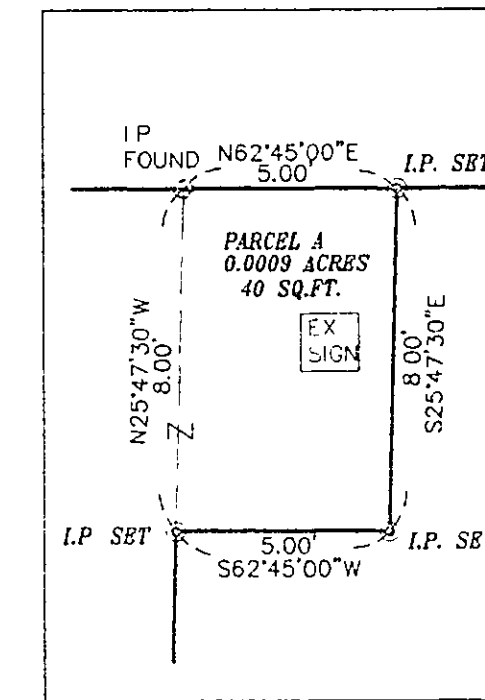 I P
FOUND
N62°45'00"E
5.00'
I.P. SET
PARCEL A
0.0009 ACRES
40 SQ.FT.
EX
SIGN
N25°47'30"W
8.00'
8.00'
S25°47'30"E
Z
I.P SET
5.00'
S62°45'00"W
I.P. SE